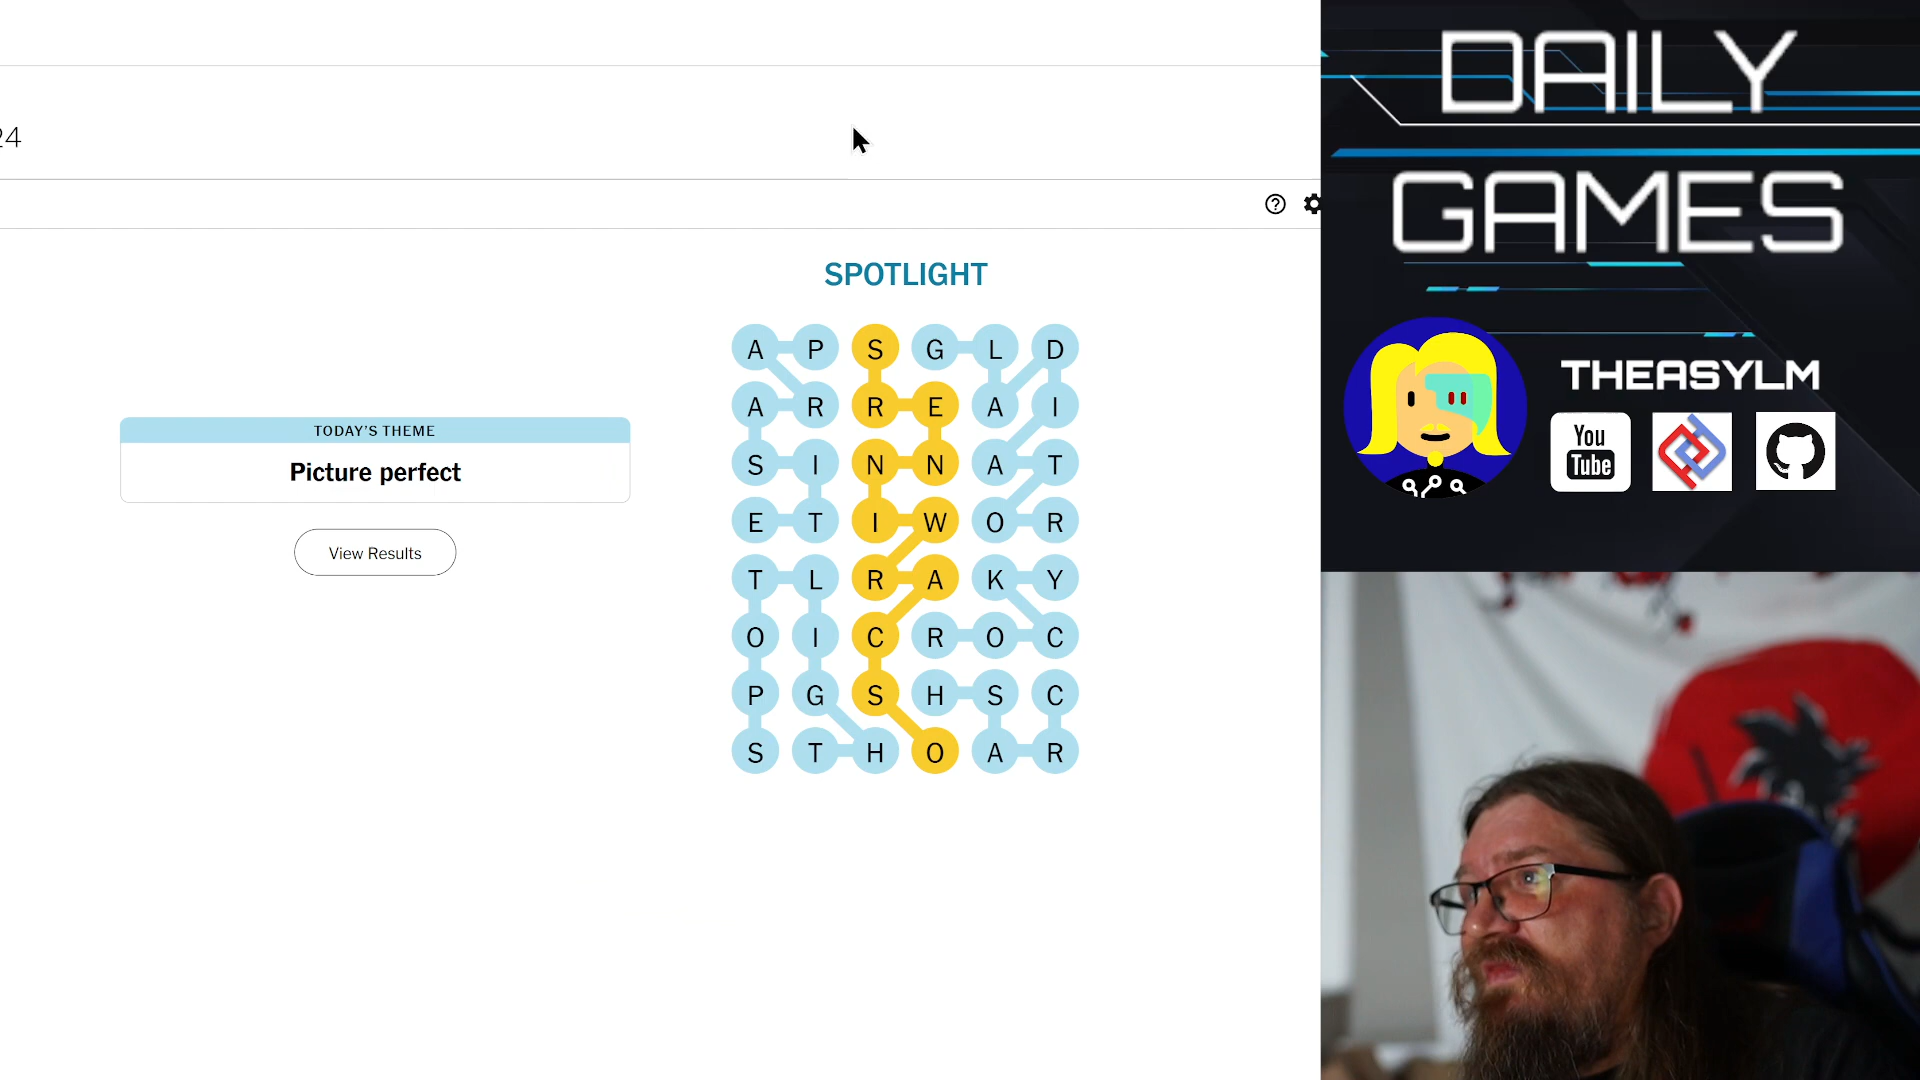 24
SPOTLIGHT
A P S G L D
A R R E A I
S I N N A T
E T I W O R
T L R A K Y
O I C R O C
P G S H S C
S T H O A R
TODAY'S THEME
Picture perfect
View Results
DAILY
GAMES
THEASYLM
You
Tube